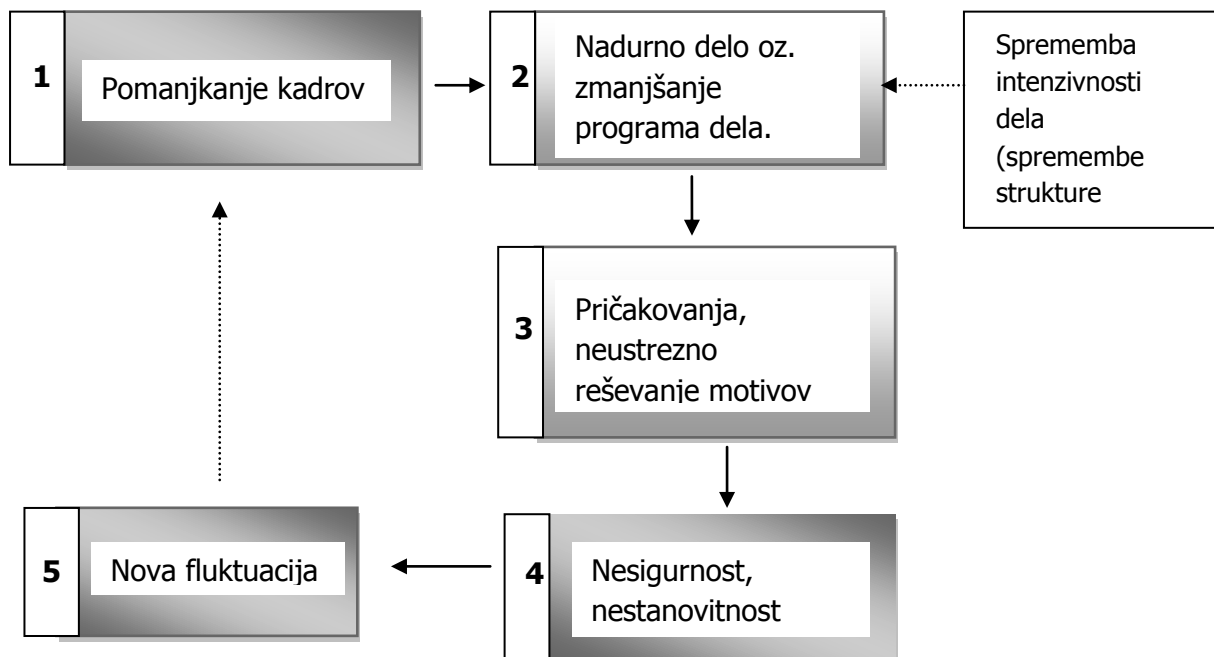 1
Pomanjkanje kadrov
2
Nadurno delo oz.
zmanjšanje
programa dela.
Sprememba
intenzivnosti
dela
(spremembe
strukture
3
Pričakovanja,
neustrezno
reševanje motivov
4
Nesigurnost,
nestanovitnost
5
Nova fluktuacija